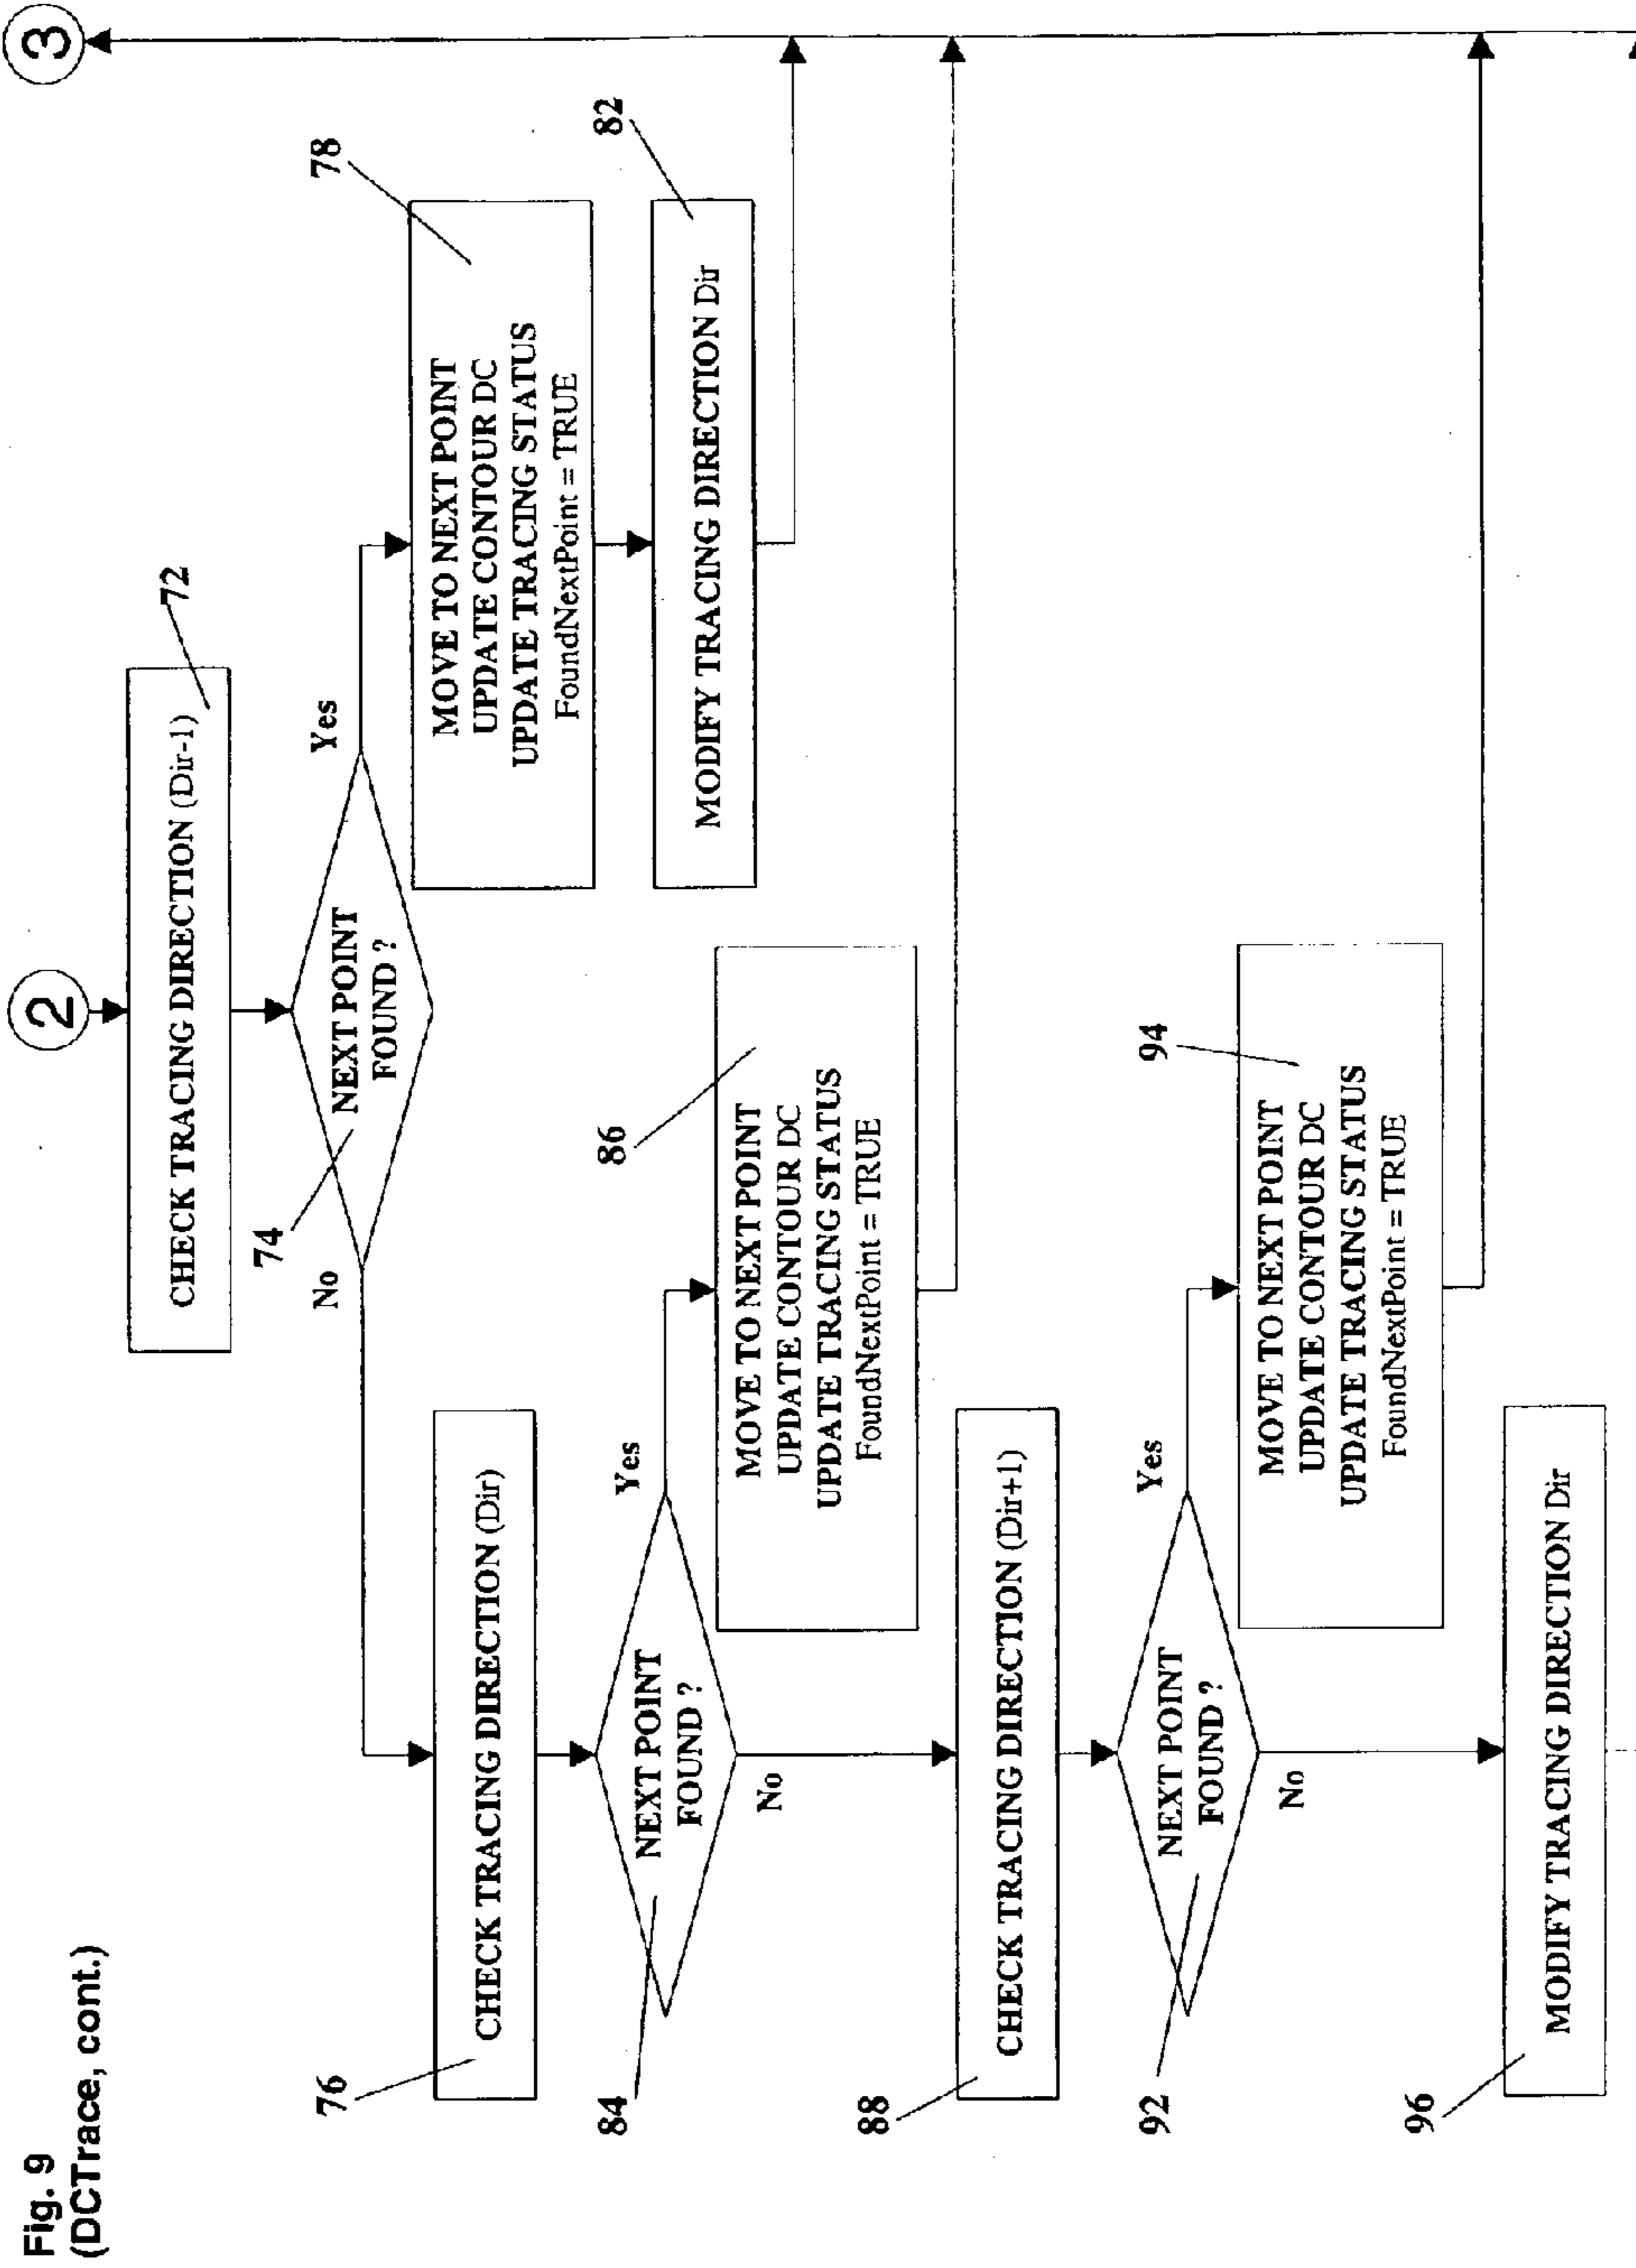 Fig. 9
(DCTrace, cont.)
2
3
CHECK TRACING DIRECTION (Dir-1)
72
NEXT POINT
FOUND ?
74
No
Yes
78
MOVE TO NEXT POINT
UPDATE CONTOUR DC
UPDATE TRACING STATUS
FoundNextPoint = TRUE
82
MODIFY TRACING DIRECTION Dir
76
CHECK TRACING DIRECTION (Dir)
84
NEXT POINT
FOUND ?
Yes
No
86
MOVE TO NEXT POINT
UPDATE CONTOUR DC
UPDATE TRACING STATUS
FoundNextPoint = TRUE
88
CHECK TRACING DIRECTION (Dir+1)
92
NEXT POINT
FOUND ?
Yes
No
94
MOVE TO NEXT POINT
UPDATE CONTOUR DC
UPDATE TRACING STATUS
FoundNextPoint = TRUE
96
MODIFY TRACING DIRECTION Dir